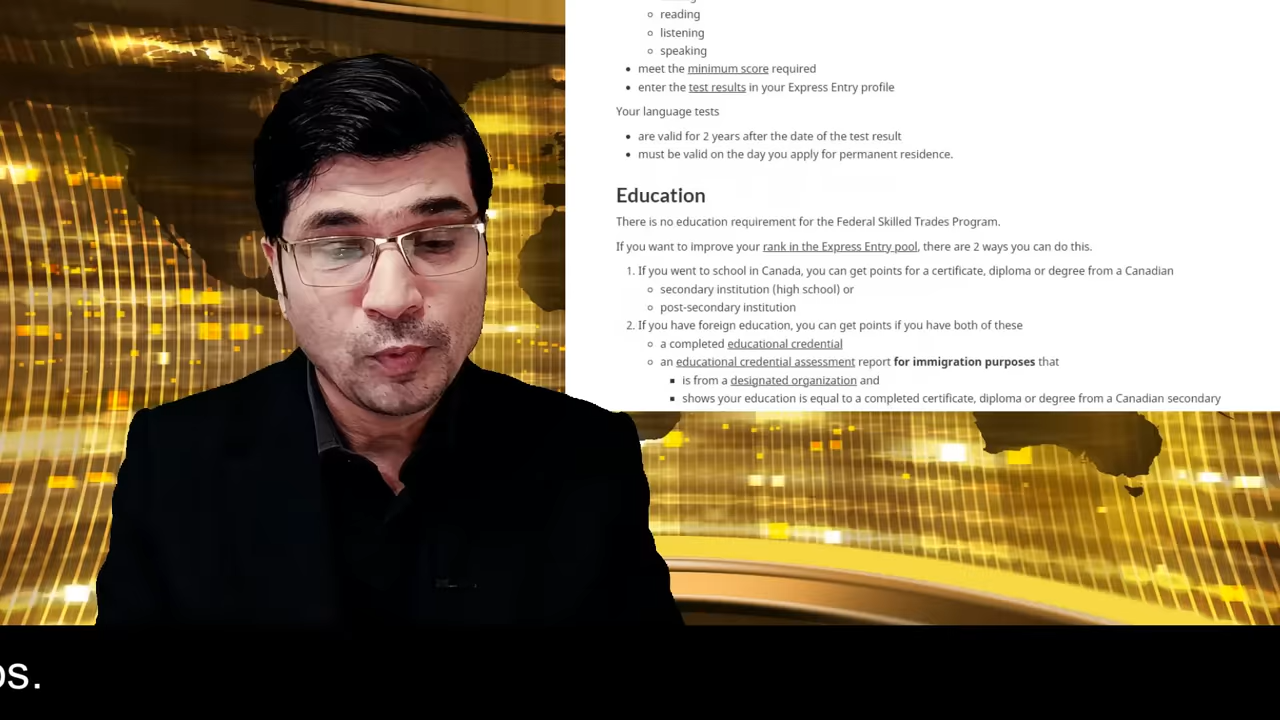 reading
listening
speaking
meet the minimum score required
enter the test results in your Express Entry profile
Your language tests
are valid for 2 years after the date of the test result
must be valid on the day you apply for permanent residence.
Education
There is no education requirement for the Federal Skilled Trades Program.
If you want to improve your rank in the Express Entry pool, there are 2 ways you can do this.
1. If you went to school in Canada, you can get points for a certificate, diploma or degree from a Canadian
secondary institution (high school) or
post-secondary institution
2. If you have foreign education, you can get points if you have both of these
a completed educational credential
an educational credential assessment report for immigration purposes that
is from a designated organization and
shows your education is equal to a completed certificate, diploma or degree from a Canadian secondary
os.